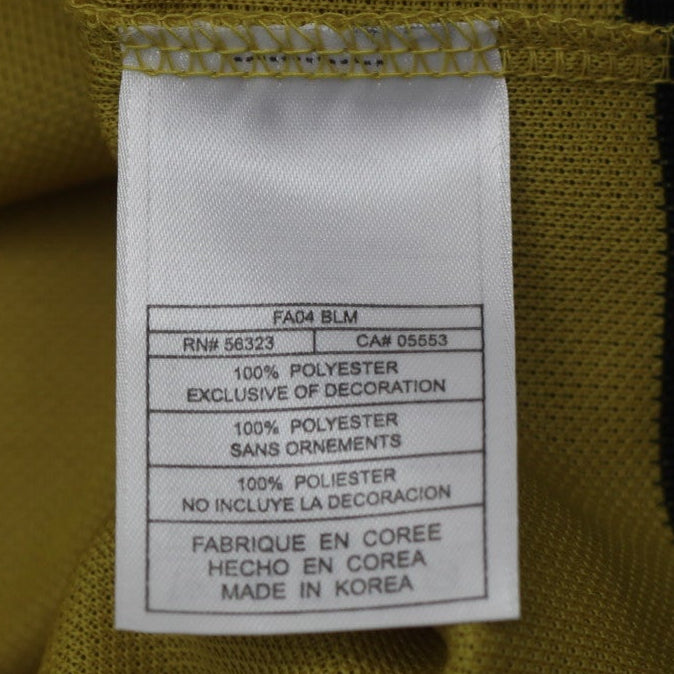 FA04 BLM
RN# 56323 CA# 05553
100% POLYESTER
EXCLUSIVE OF DECORATION
100% POLYESTER
SANS ORNEMENTS
100% POLIESTER
NO INCLUYE LA DECORACION
FABRIQUE EN COREE
HECHO EN COREA
MADE IN KOREA